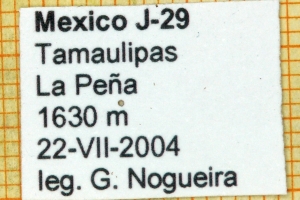 Mexico J-29
Tamaulipas
La Peña
1630 m
22-VII-2004
leg. G. Nogueira